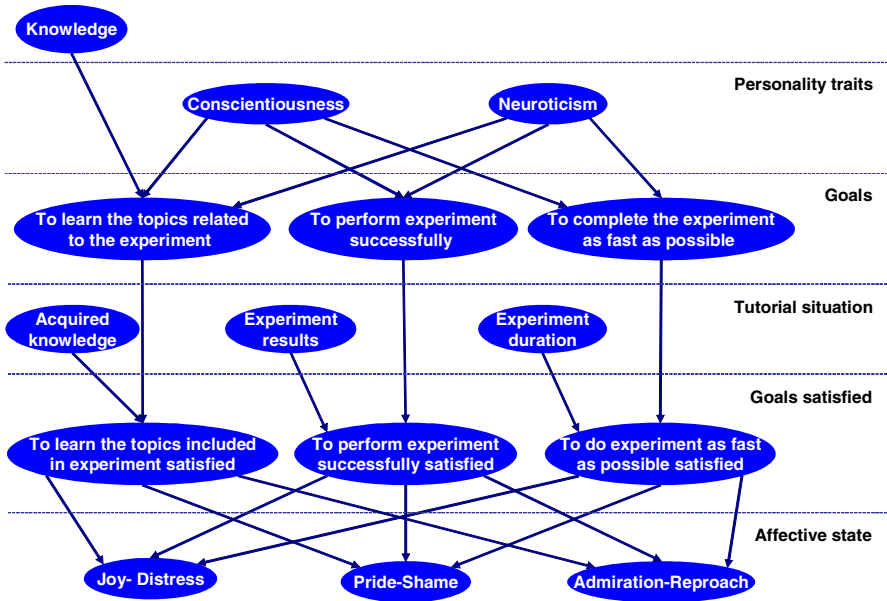 Knowledge
Personality traits
Conscientiousness
Neuroticism
Goals
To learn the topics related
to the experiment
To perform experiment
successfully
To complete the experiment
as fast as possible
Tutorial situation
Acquired
knowledge
Experiment
results
Experiment
duration
Goals satisfied
To learn the topics included
in experiment satisfied
To perform experiment
successfully satisfied
To do experiment as fast
as possible satisfied
Affective state
Joy- Distress
Pride-Shame
Admiration-Reproach